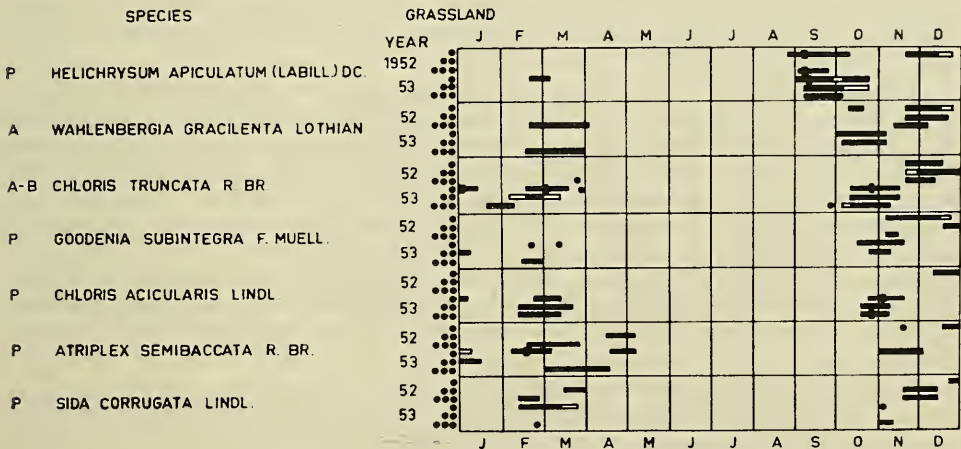 SPECIES GRASSLAND
J F M A M J J A S O N D
YEAR
1952
P HELICHRYSUM APICULATUM (LABILL.) DC.
53
52
A WAHLENBERGIA GRACILENTA LOTHIAN
53
52
A-B CHLORIS TRUNCATA R. BR.
53
52
P GOODENIA SUBINTEGRA F. MUELL.
53
52
P CHLORIS ACICULARIS LINDL.
53
52
P ATRIPLEX SEMIBACCATA R. BR.
53
52
P SIDA CORRUGATA LINDL.
53
J F M A M J J A S O N D